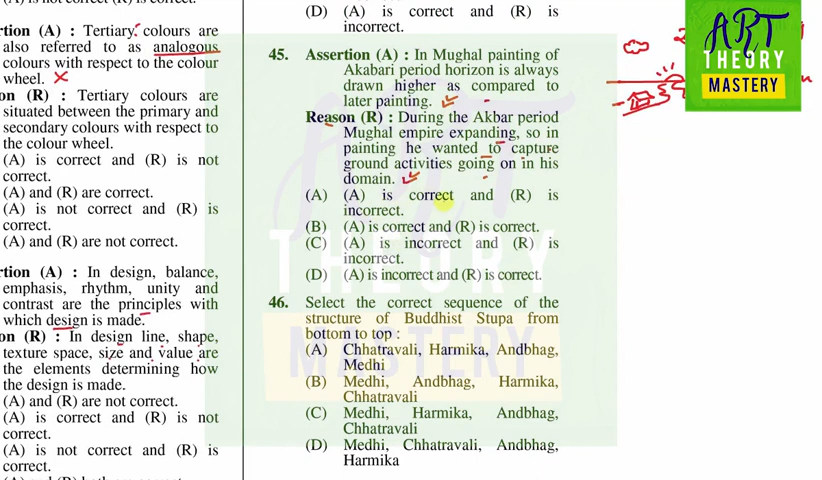 (A) is not correct (R) is correct.
rtion (A) : Tertiary colours are
also referred to as analogous
colours with respect to the colour
wheel.
on (R) : Tertiary colours are
situated between the primary and
secondary colours with respect to
the colour wheel.
(A) is correct and (R) is not
correct.
(A) and (R) are correct.
(A) is not correct and (R) is
correct.
(A) and (R) are not correct.
rtion (A) : In design, balance,
emphasis, rhythm, unity and
contrast are the principles with
which design is made.
on (R) : In design line, shape,
texture space, size and value are
the elements determining how
the design is made.
(A) and (R) are not correct.
(A) is correct and (R) is not
correct.
(A) is not correct and (R) is
correct.
(D) (A) is correct and (R) is
incorrect.
45. Assertion (A) : In Mughal painting of
Akabari period horizon is always
drawn higher as compared to
later painting.
Reason (R) : During the Akbar period
Mughal empire expanding, so in
painting he wanted to capture
ground activities going on in his
domain.
(A) (A) is correct and (R) is
incorrect.
(B) (A) is correct and (R) is correct.
(C) (A) is incorrect and (R) is
incorrect.
(D) (A) is incorrect and (R) is correct.
46. Select the correct sequence of the
structure of Buddhist Stupa from
bottom to top :
(A) Chhatravali, Harmika, Andbhag,
Medhi
(B) Medhi, Andbhag, Harmika,
Chhatravali
(C) Medhi, Harmika, Andbhag,
Chhatravali
(D) Medhi, Chhatravali, Andbhag,
Harmika
ART
THEORY
MASTERY
ART
THEORY
MASTERY